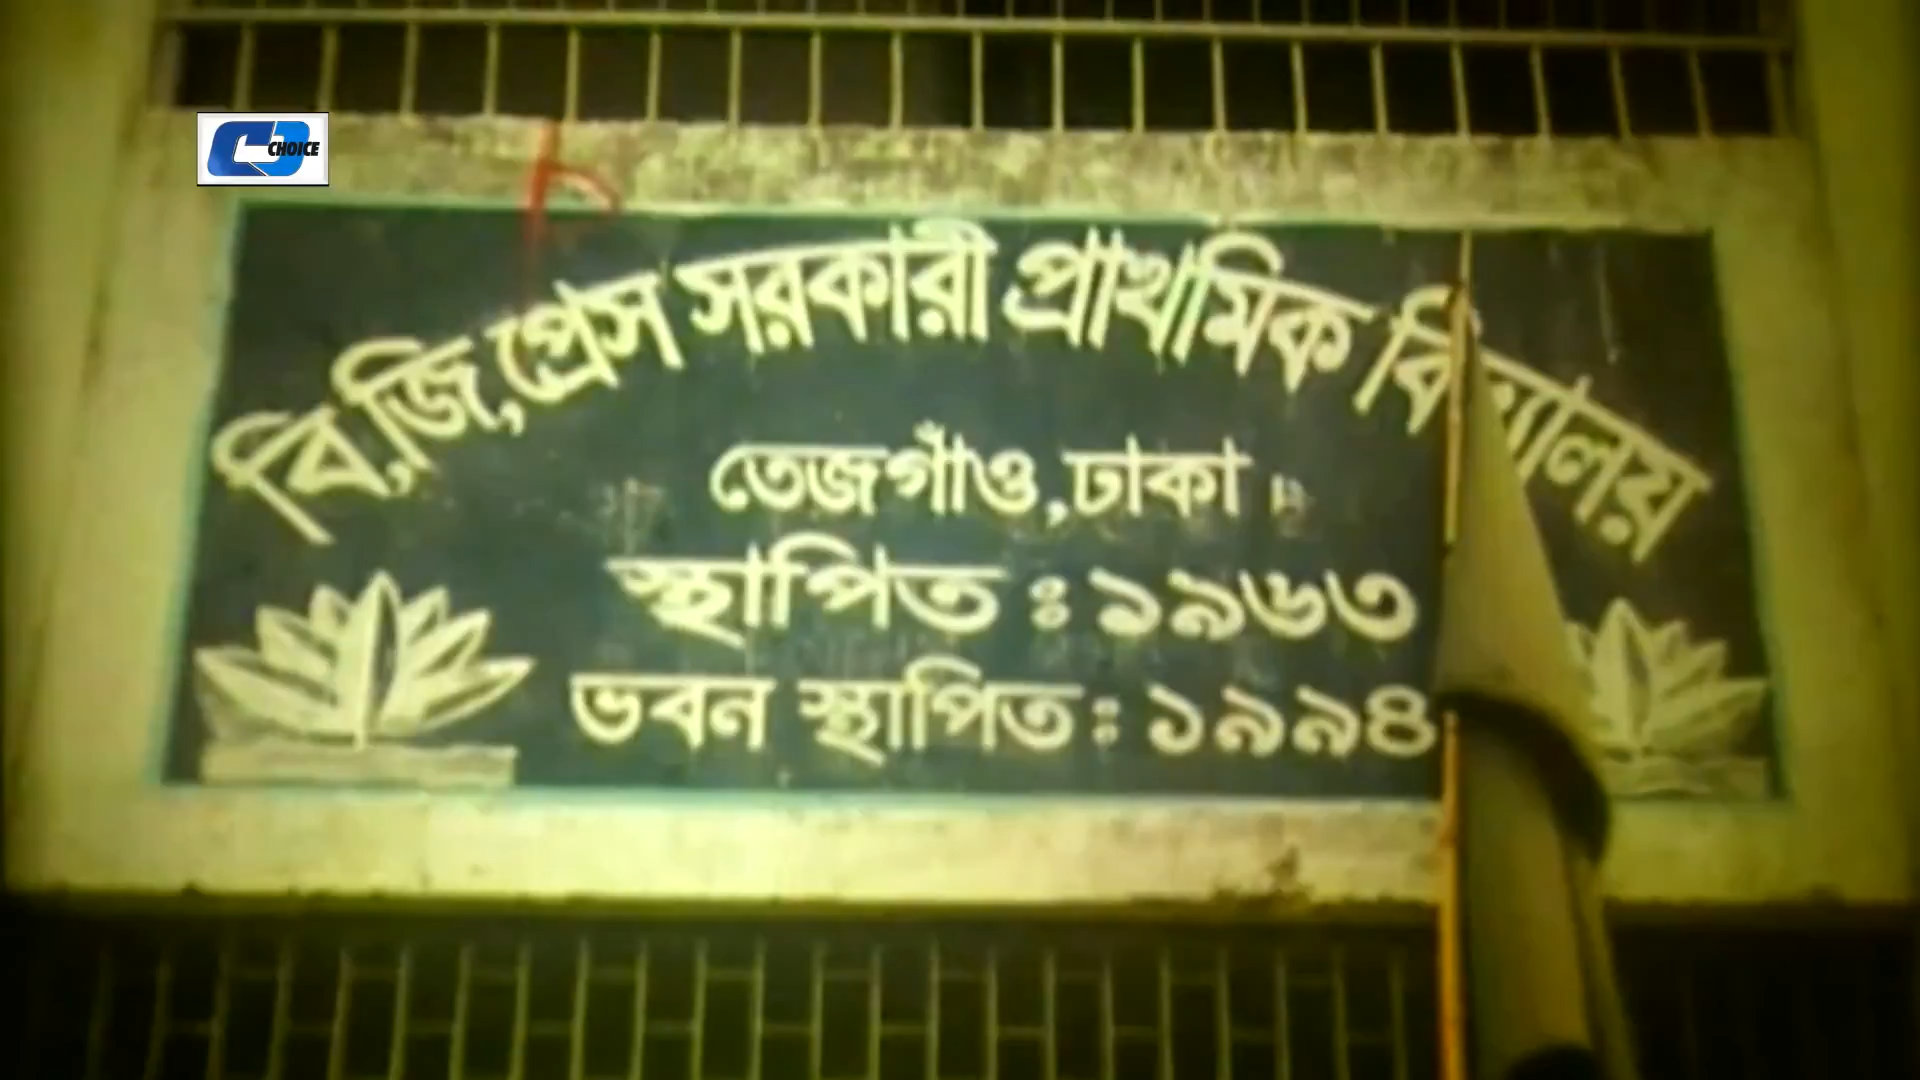 CHOICE
বি,জি,প্রেস সরকারী প্রাথমিক
তেজগাঁও,ঢাকা
স্থাপিত ঃ ১৯৬৩
ভবন স্থাপিত ঃ ১৯৯৪